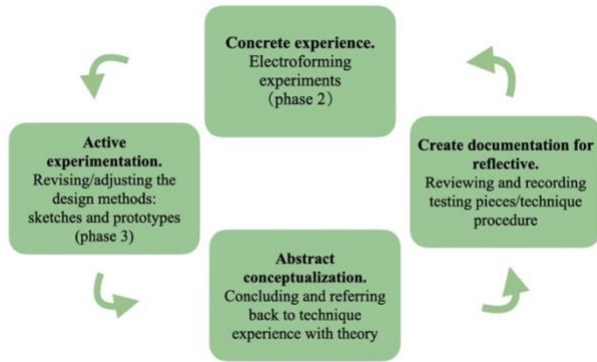 Concrete experience.
Electroforming
experiments
(phase 2)
Active
experimentation.
Revising/adjusting the
design methods:
sketches and prototypes
(phase 3)
Create documentation for
reflective.
Reviewing and recording
testing pieces/technique
procedure
Abstract
conceptualization.
Concluding and referring
back to technique
experience with theory